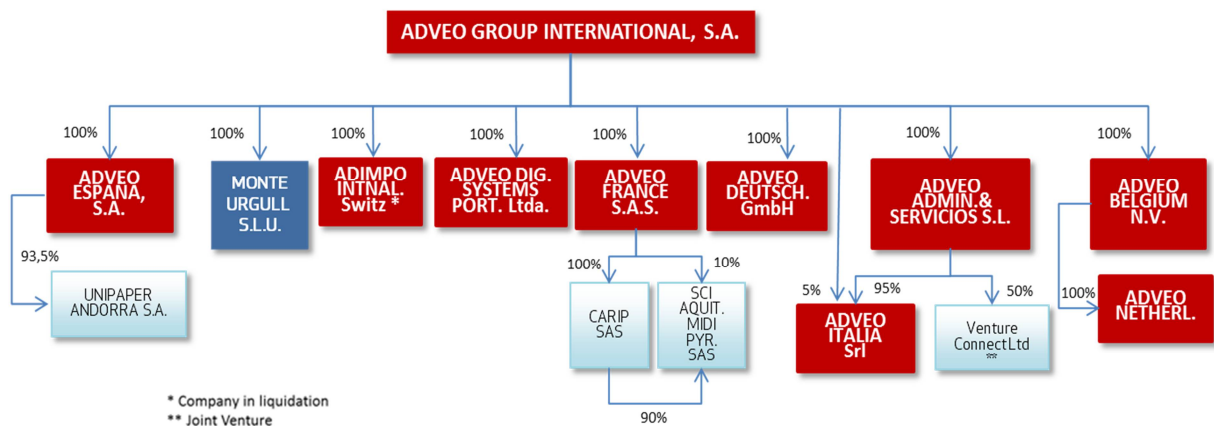 ADVEO GROUP INTERNATIONAL, S.A.
100%
100%
100%
100%
100%
100%
100%
100%
ADVEO
ESPAÑA,
S.A.
MONTE
URGULL
S.L.U.
ADIMPO
INTNAL.
Switz *
ADVEO DIG.
SYSTEMS
PORT. Ltda.
ADVEO
FRANCE
S.A.S.
ADVEO
DEUTSCH.
GmbH
ADVEO
ADMIN.&
SERVICIOS S.L.
ADVEO
BELGIUM
N.V.
93,5%
100%
10%
5%
95%
50%
100%
UNIPAPER
ANDORRA S.A.
CARIP
SAS
SCI
AQUIT.
MIDI
PYR.
SAS
ADVEO
ITALIA
Srl
Venture
ConnectLtd
**
ADVEO
NETHERL.
90%
* Company in liquidation
** Joint Venture